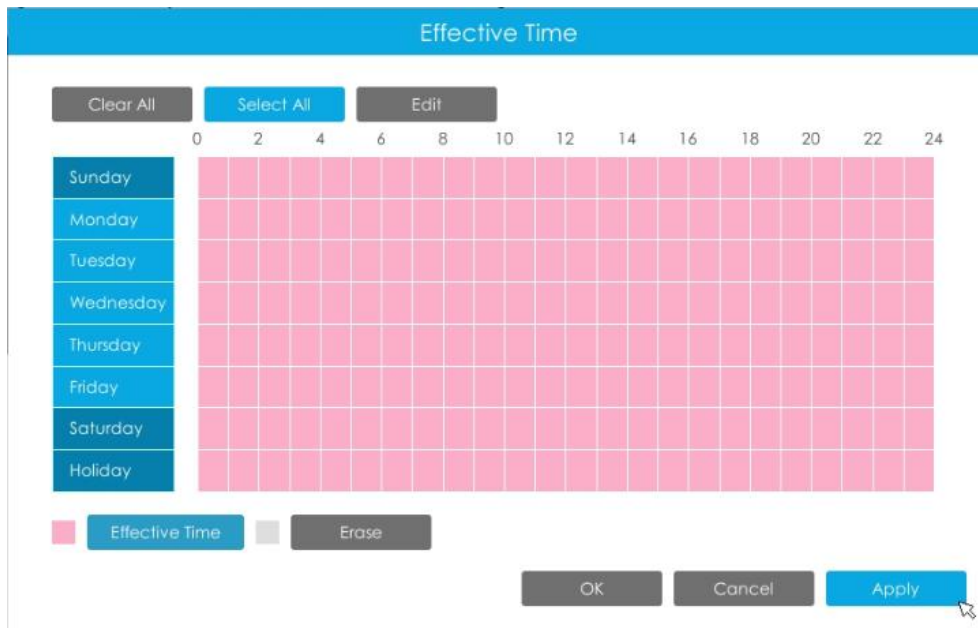 Effective Time
Clear All Select All Edit
0 2 4 6 8 10 12 14 16 18 20 22 24
Sunday
Monday
Tuesday
Wednesday
Thursday
Friday
Saturday
Holiday
Effective Time Erase
OK Cancel Apply